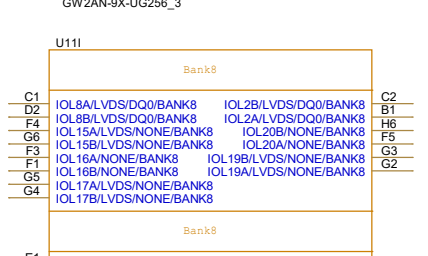 GW2AN-9X-UG256_3
U11I
Bank8
C1 IOL8A/LVDS/DQ0/BANK8 IOL2B/LVDS/DQ0/BANK8 C2
D2 IOL8B/LVDS/DQ0/BANK8 IOL2A/LVDS/DQ0/BANK8 B1
F4 IOL15A/LVDS/NONE/BANK8 IOL20B/NONE/BANK8 H6
G6 IOL15B/LVDS/NONE/BANK8 IOL20A/NONE/BANK8 F5
F3 IOL16A/NONE/BANK8 IOL19B/LVDS/NONE/BANK8 G3
F1 IOL16B/NONE/BANK8 IOL19A/LVDS/NONE/BANK8 G2
G5 IOL17A/LVDS/NONE/BANK8
G4 IOL17B/LVDS/NONE/BANK8
Bank8